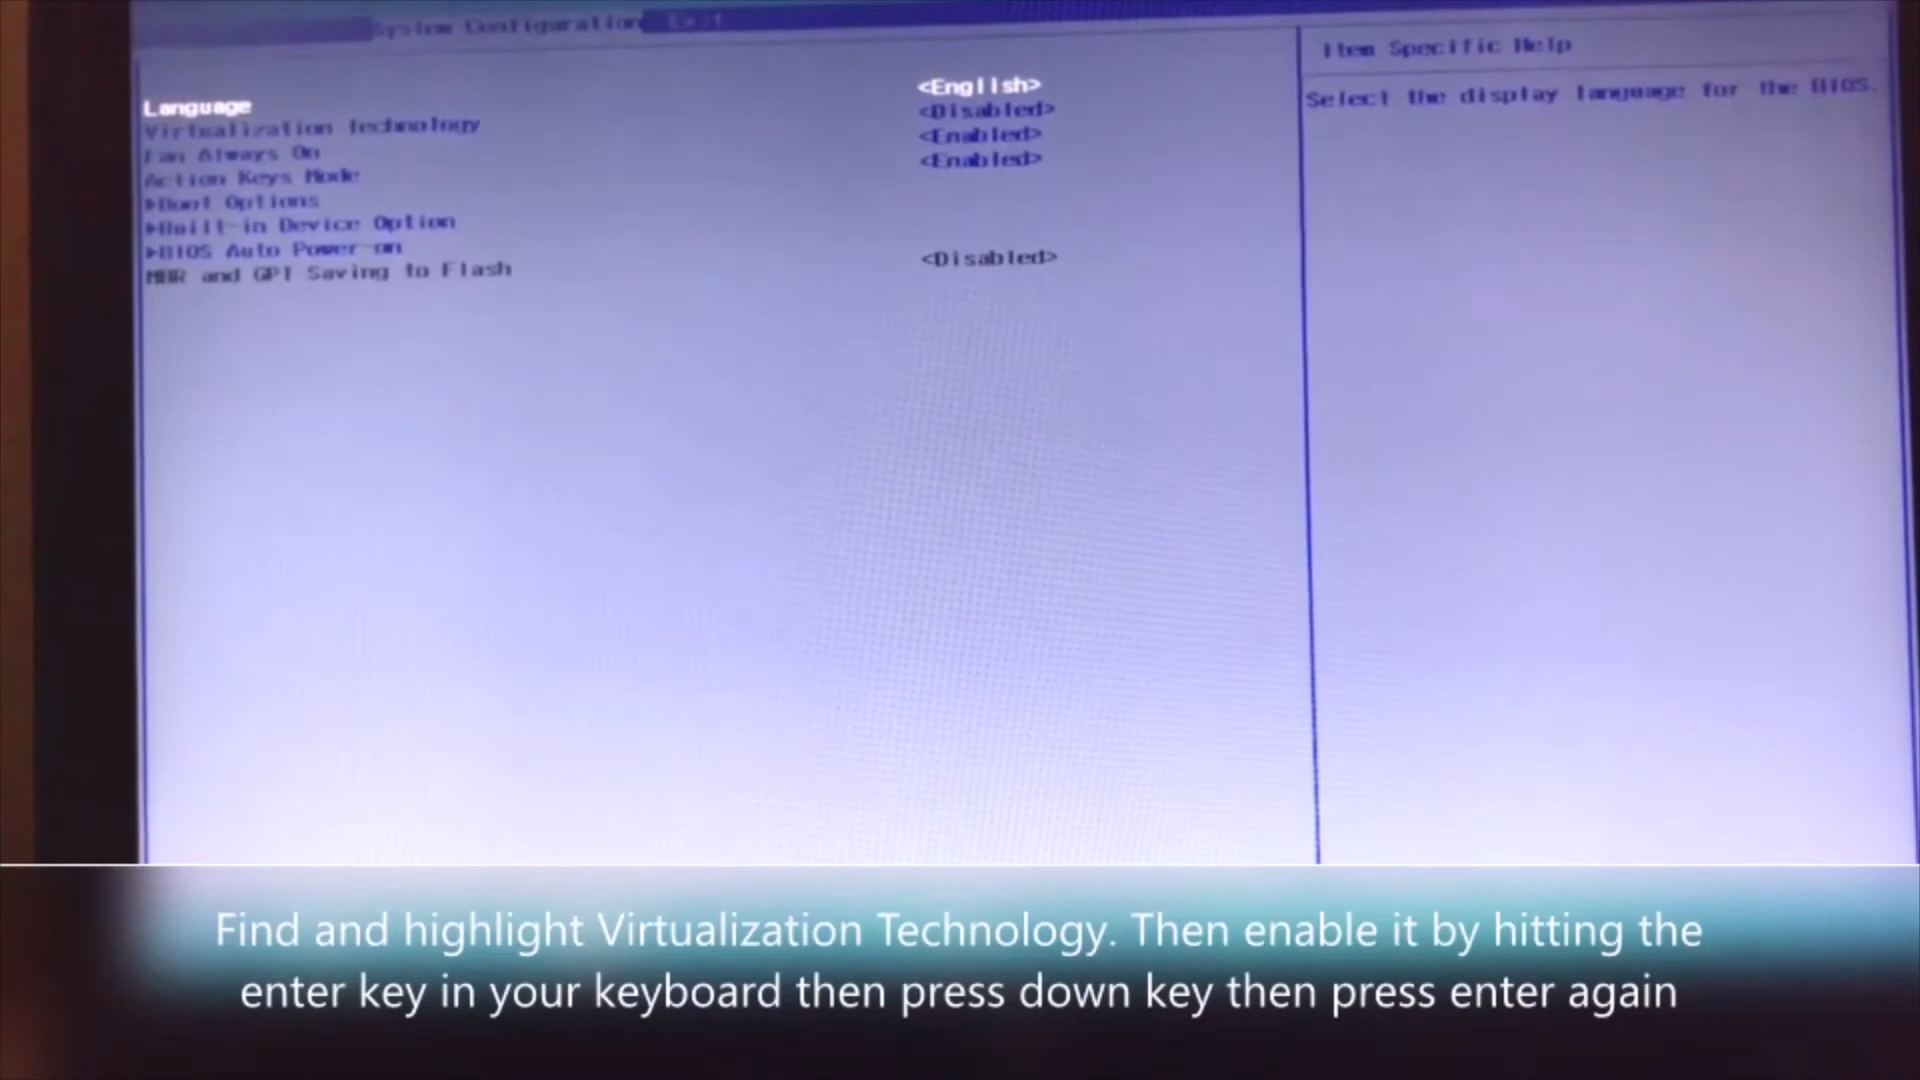 System Configuration Exit
Item Specific Help
Language <English>
Select the display language for the BIOS.
Virtualization Technology <Disabled>
Fan Always On <Enabled>
Action Keys Mode <Enabled>
▸Boot Options
▸Built-in Device Option
▸BIOS Auto Power-on
MBR and GPT Saving to Flash <Disabled>
Find and highlight Virtualization Technology. Then enable it by hitting the
enter key in your keyboard then press down key then press enter again